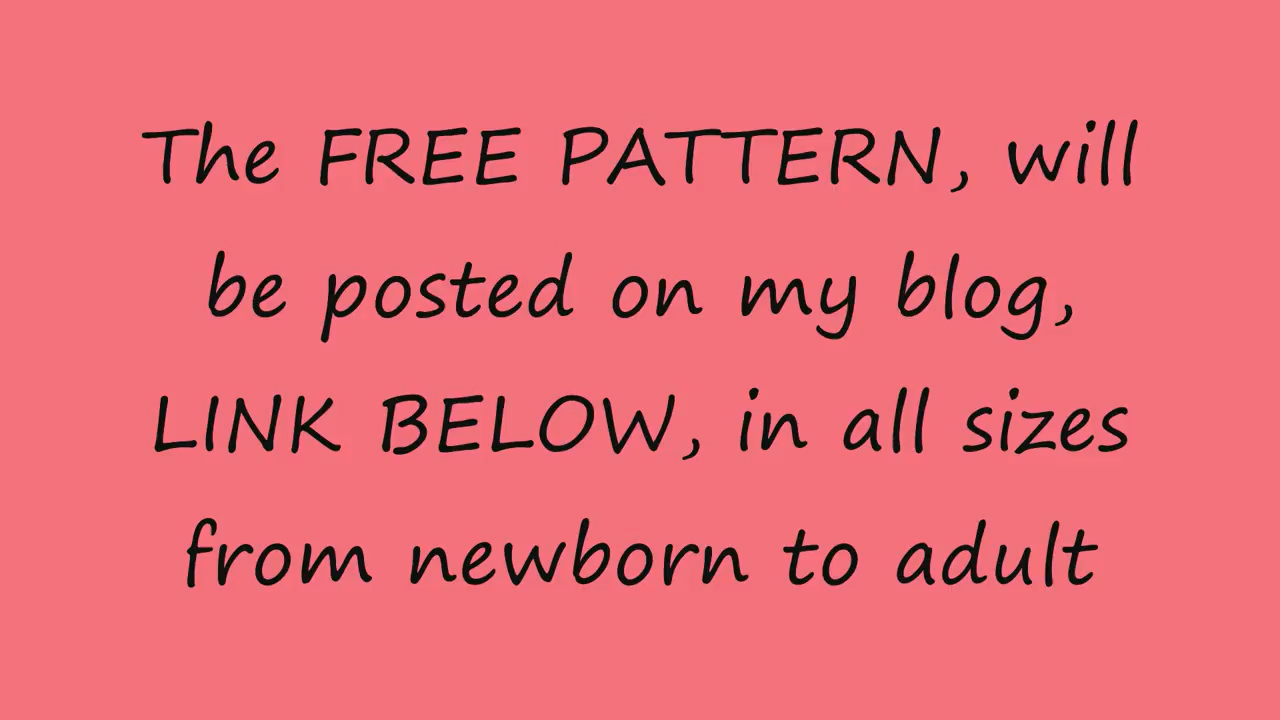 The FREE PATTERN, will
be posted on my blog,
LINK BELOW, in all sizes
from newborn to adult